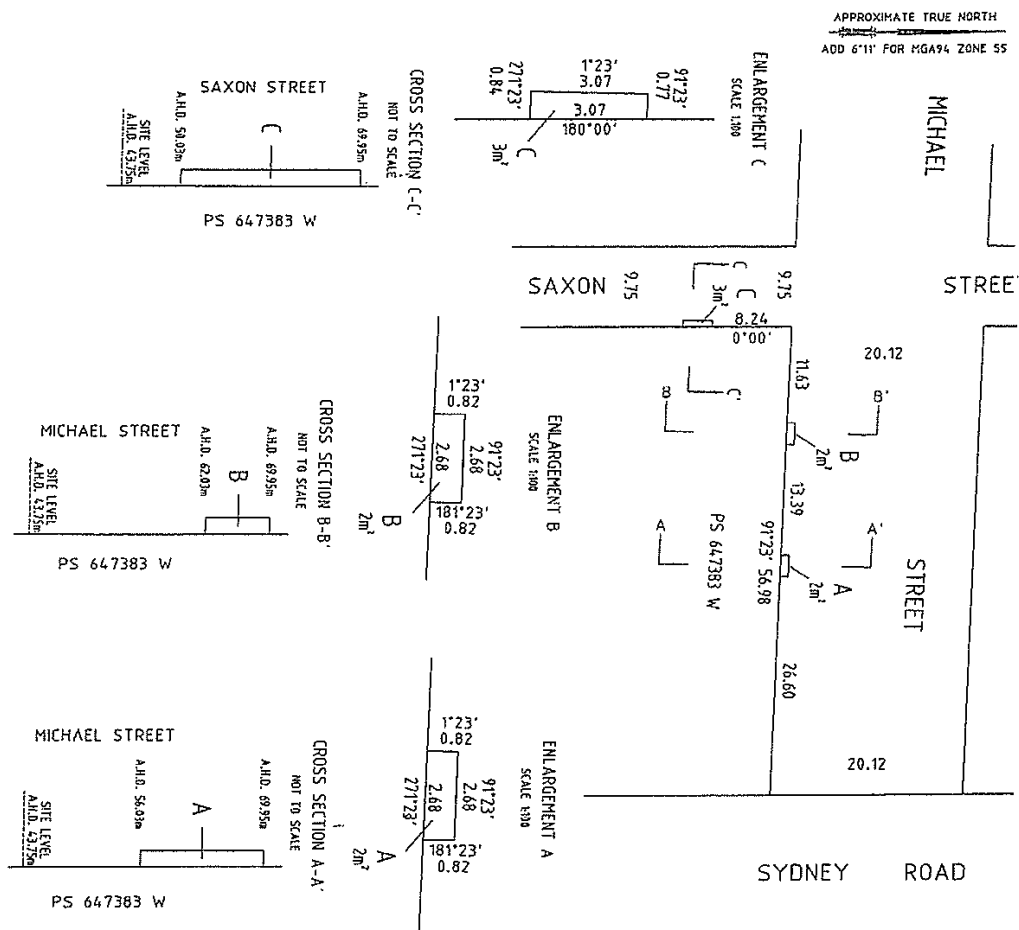 APPROXIMATE TRUE NORTH
ADD 6°11' FOR MGA94 ZONE 55
MICHAEL
STREET
SAXON
STREET
SYDNEY ROAD
9.75
9.75
8.24
0°00'
20.12
11.63
13.39
91°23' 56.98
26.60
20.12
PS 647383 W
C
C
3m²
C'
B
B'
B
2m²
A
A'
A
2m²
ENLARGEMENT C
SCALE 1:100
91°23'
0.77
1°23'
3.07
3.07
180°00'
271°23'
0.84
C
3m²
CROSS SECTION C-C'
NOT TO SCALE
SAXON STREET
A.H.D. 69.95m
C
A.H.D. 50.03m
SITE LEVEL
A.H.D. 43.75m
PS 647383 W
ENLARGEMENT B
SCALE 1:100
1°23'
0.82
91°23'
2.68
2.68
271°23'
181°23'
0.82
B
2m²
CROSS SECTION B-B'
NOT TO SCALE
MICHAEL STREET
A.H.D. 69.95m
B
A.H.D. 62.03m
SITE LEVEL
A.H.D. 43.75m
PS 647383 W
ENLARGEMENT A
SCALE 1:100
1°23'
0.82
91°23'
2.68
2.68
271°23'
181°23'
0.82
A
2m²
CROSS SECTION A-A'
NOT TO SCALE
MICHAEL STREET
A.H.D. 69.95m
A
A.H.D. 56.03m
SITE LEVEL
A.H.D. 43.75m
PS 647383 W